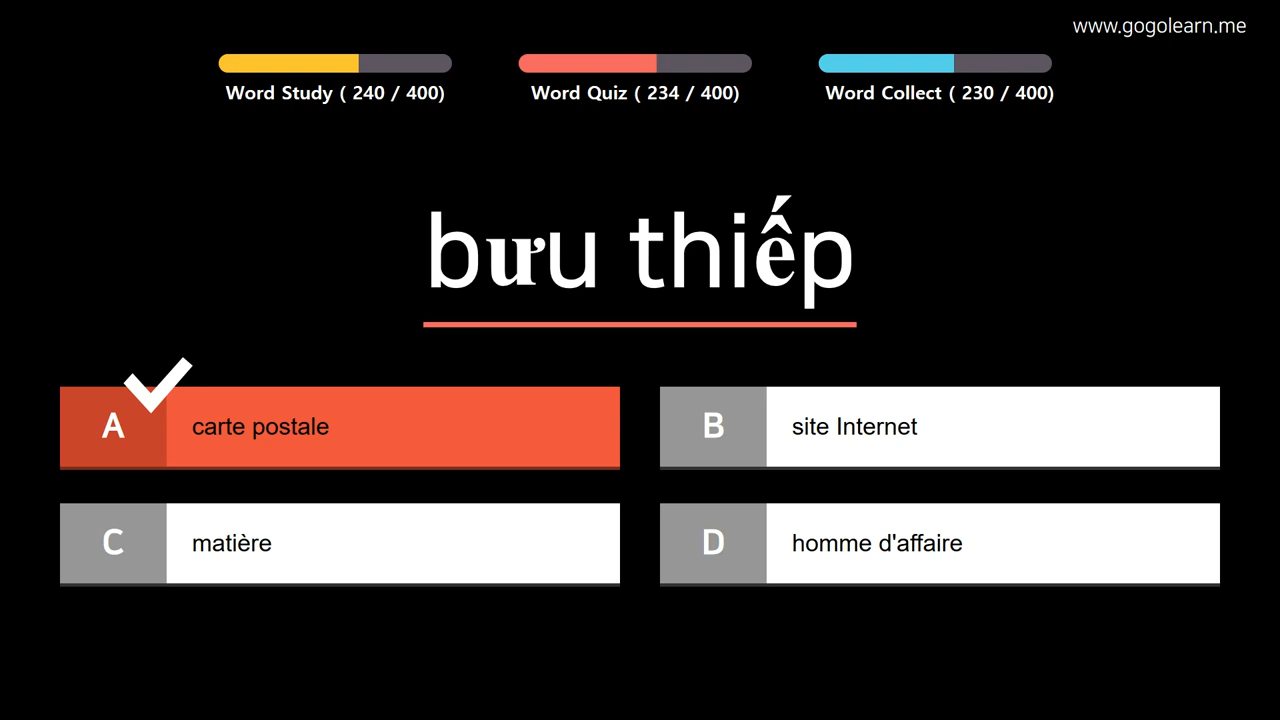 www.gogolearn.me
Word Study ( 240 / 400)
Word Quiz ( 234 / 400)
Word Collect ( 230 / 400)
bưu thiếp
A carte postale
B site Internet
C matière
D homme d'affaire